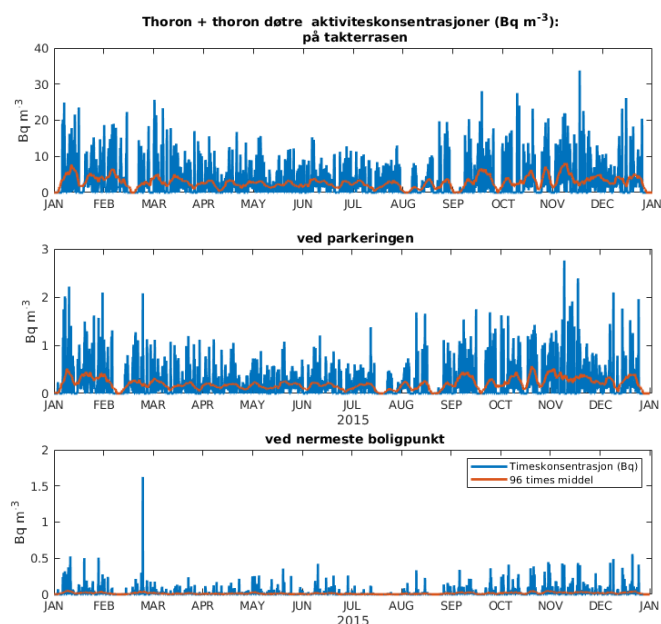 Thoron + thoron døtre aktiviteskonsentrasjoner (Bq m⁻³):
på takterrasen
40
30
20
10
0
Bq m⁻³
JAN FEB MAR APR MAY JUN JUL AUG SEP OCT NOV DEC JAN
ved parkeringen
3
2
1
0
Bq m⁻³
JAN FEB MAR APR MAY JUN JUL AUG SEP OCT NOV DEC JAN
2015
ved nermeste boligpunkt
2
1.5
1
0.5
0
Bq m⁻³
Timeskonsentrasjon (Bq)
96 times middel
JAN FEB MAR APR MAY JUN JUL AUG SEP OCT NOV DEC JAN
2015